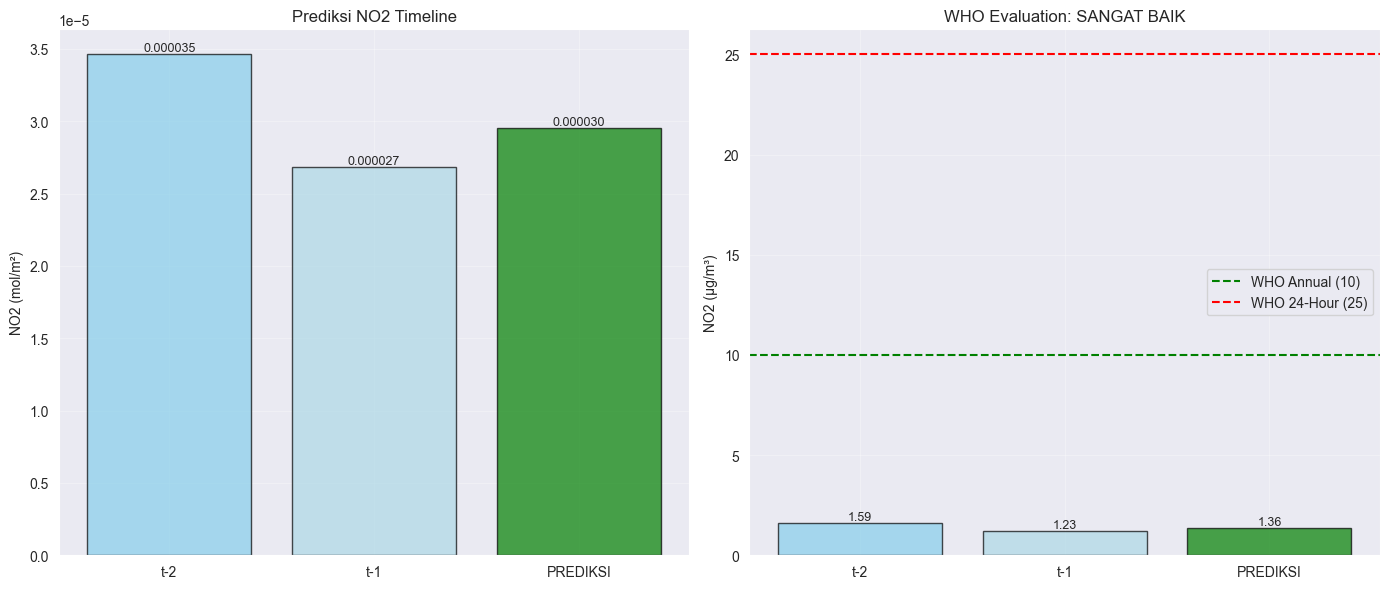 Prediksi NO2 Timeline
1e−5
NO2 (mol/m²)
3.5
3.0
2.5
2.0
1.5
1.0
0.5
0.0
0.000035
0.000027
0.000030
t-2
t-1
PREDIKSI
WHO Evaluation: SANGAT BAIK
NO2 (µg/m³)
25
20
15
10
5
0
WHO Annual (10)
WHO 24-Hour (25)
1.59
1.23
1.36
t-2
t-1
PREDIKSI